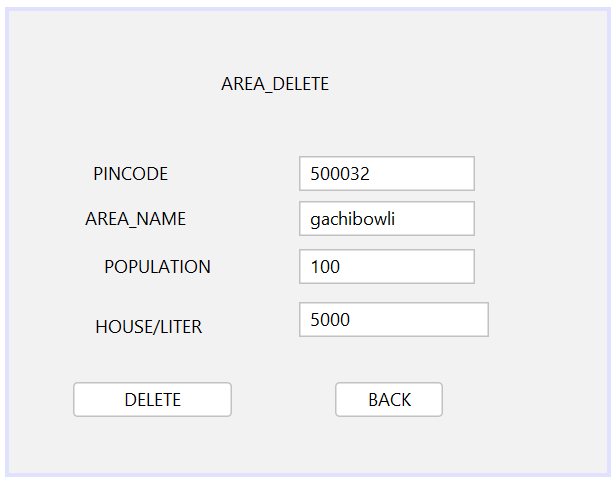 AREA_DELETE
PINCODE 500032
AREA_NAME gachibowli
POPULATION 100
HOUSE/LITER 5000
DELETE BACK